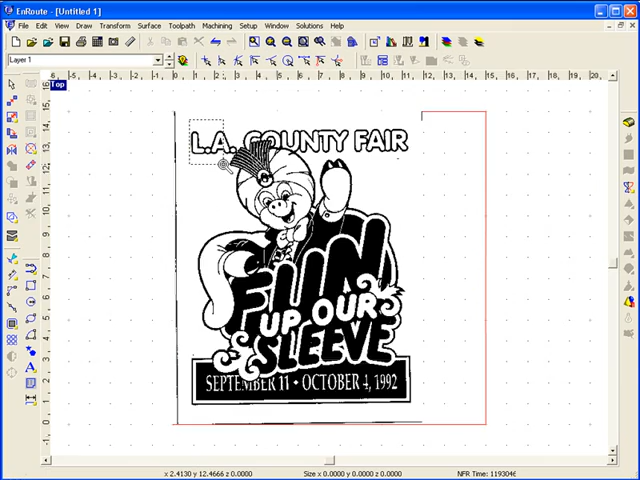 EnRoute - [Untitled 1]
File Edit View Draw Transform Surface Toolpath Machining Setup Window Solutions Help
Layer 1
Top
L.A. COUNTY FAIR
FUN
UP OUR
SLEEVE
SEPTEMBER 11 • OCTOBER 4, 1992
x 2.4130 y 12.4666 z 0.0000 Size x 0.0000 y 0.0000 z 0.0000 NFR Time: 119304€